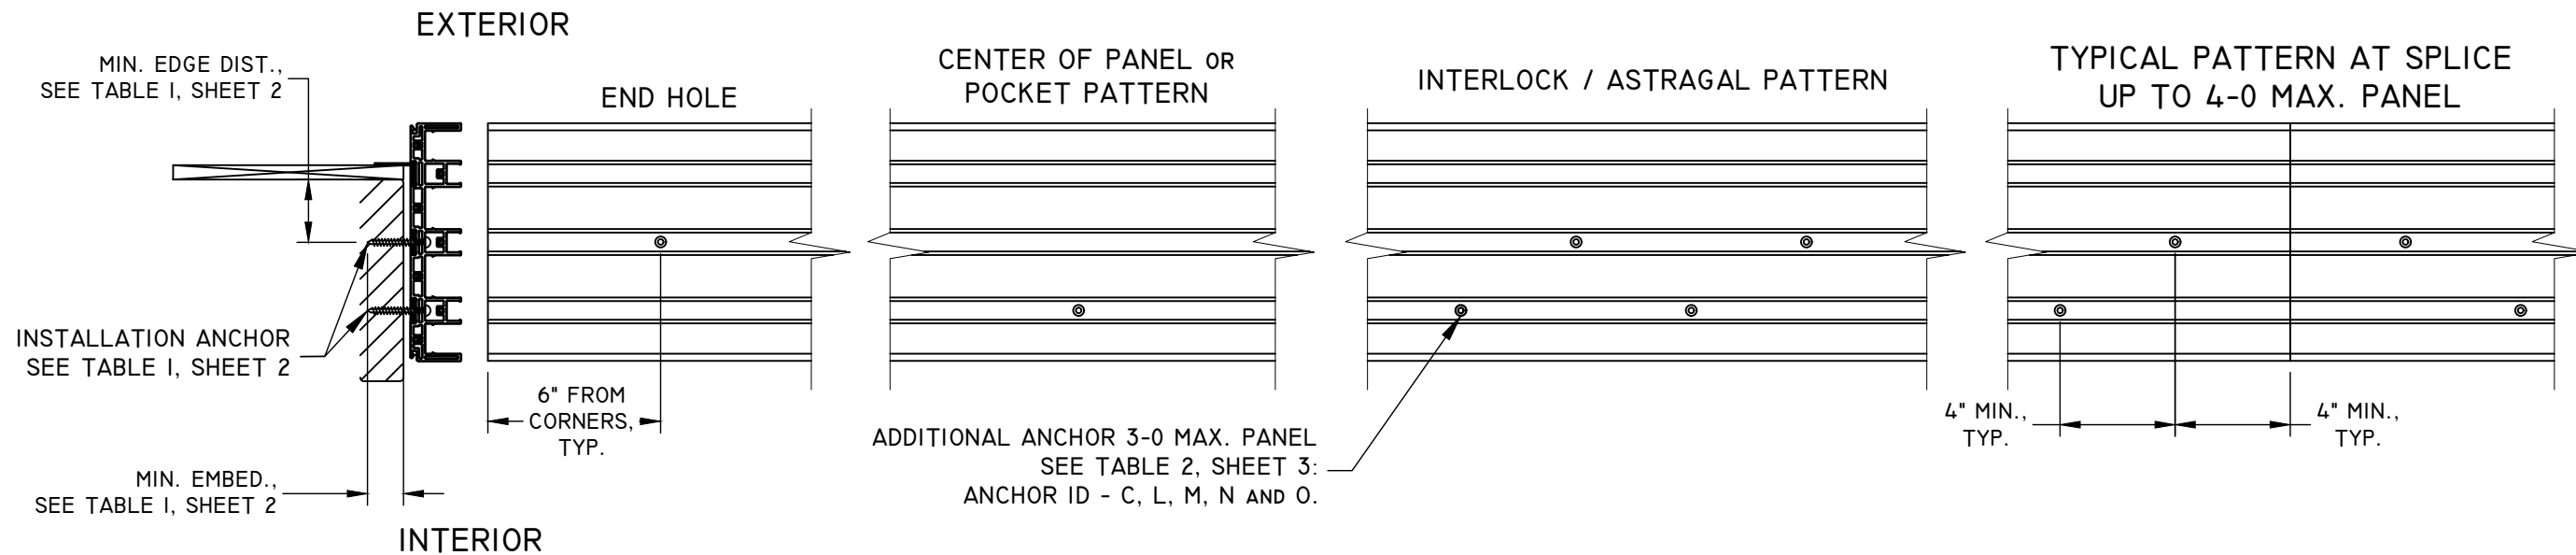 EXTERIOR
MIN. EDGE DIST.,
SEE TABLE 1, SHEET 2
END HOLE
CENTER OF PANEL OR
POCKET PATTERN
INTERLOCK / ASTRAGAL PATTERN
TYPICAL PATTERN AT SPLICE
UP TO 4-0 MAX. PANEL
INSTALLATION ANCHOR
SEE TABLE 1, SHEET 2
6" FROM
CORNERS,
TYP.
MIN. EMBED.,
SEE TABLE 1, SHEET 2
INTERIOR
ADDITIONAL ANCHOR 3-0 MAX. PANEL
SEE TABLE 2, SHEET 3:
ANCHOR ID - C, L, M, N AND O.
4" MIN.,
TYP.
4" MIN.,
TYP.